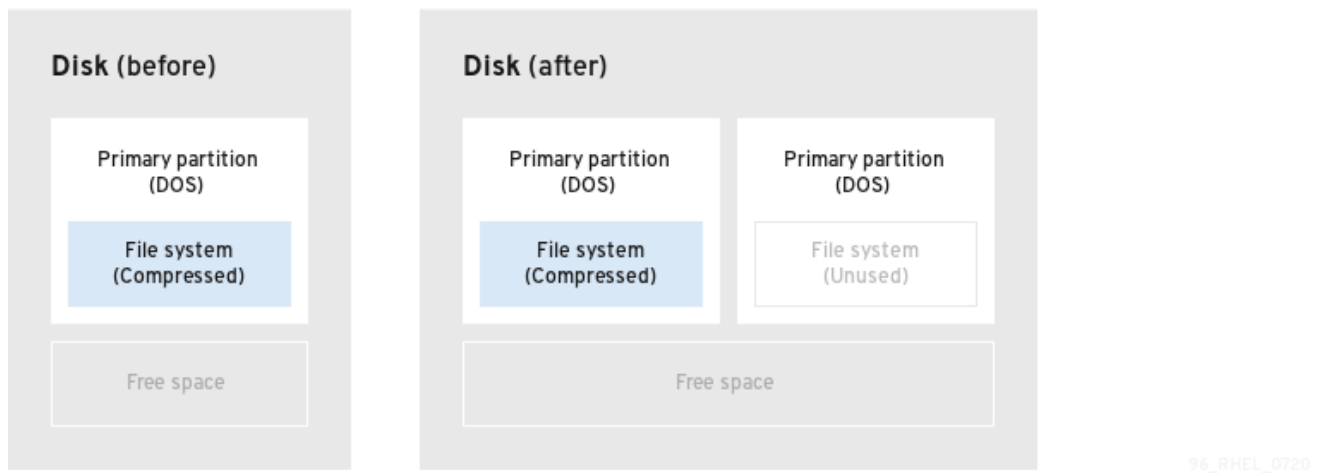 Disk (before)
Primary partition
(DOS)
File system
(Compressed)
Free space
Disk (after)
Primary partition
(DOS)
File system
(Compressed)
Primary partition
(DOS)
File system
(Unused)
Free space
96_RHEL_0720